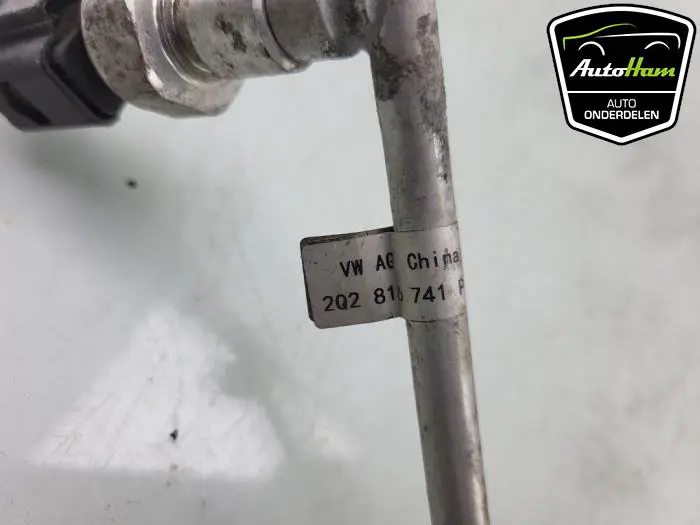 AutoHam
AUTO
ONDERDELEN
VW AG China
2Q2 816 741 P